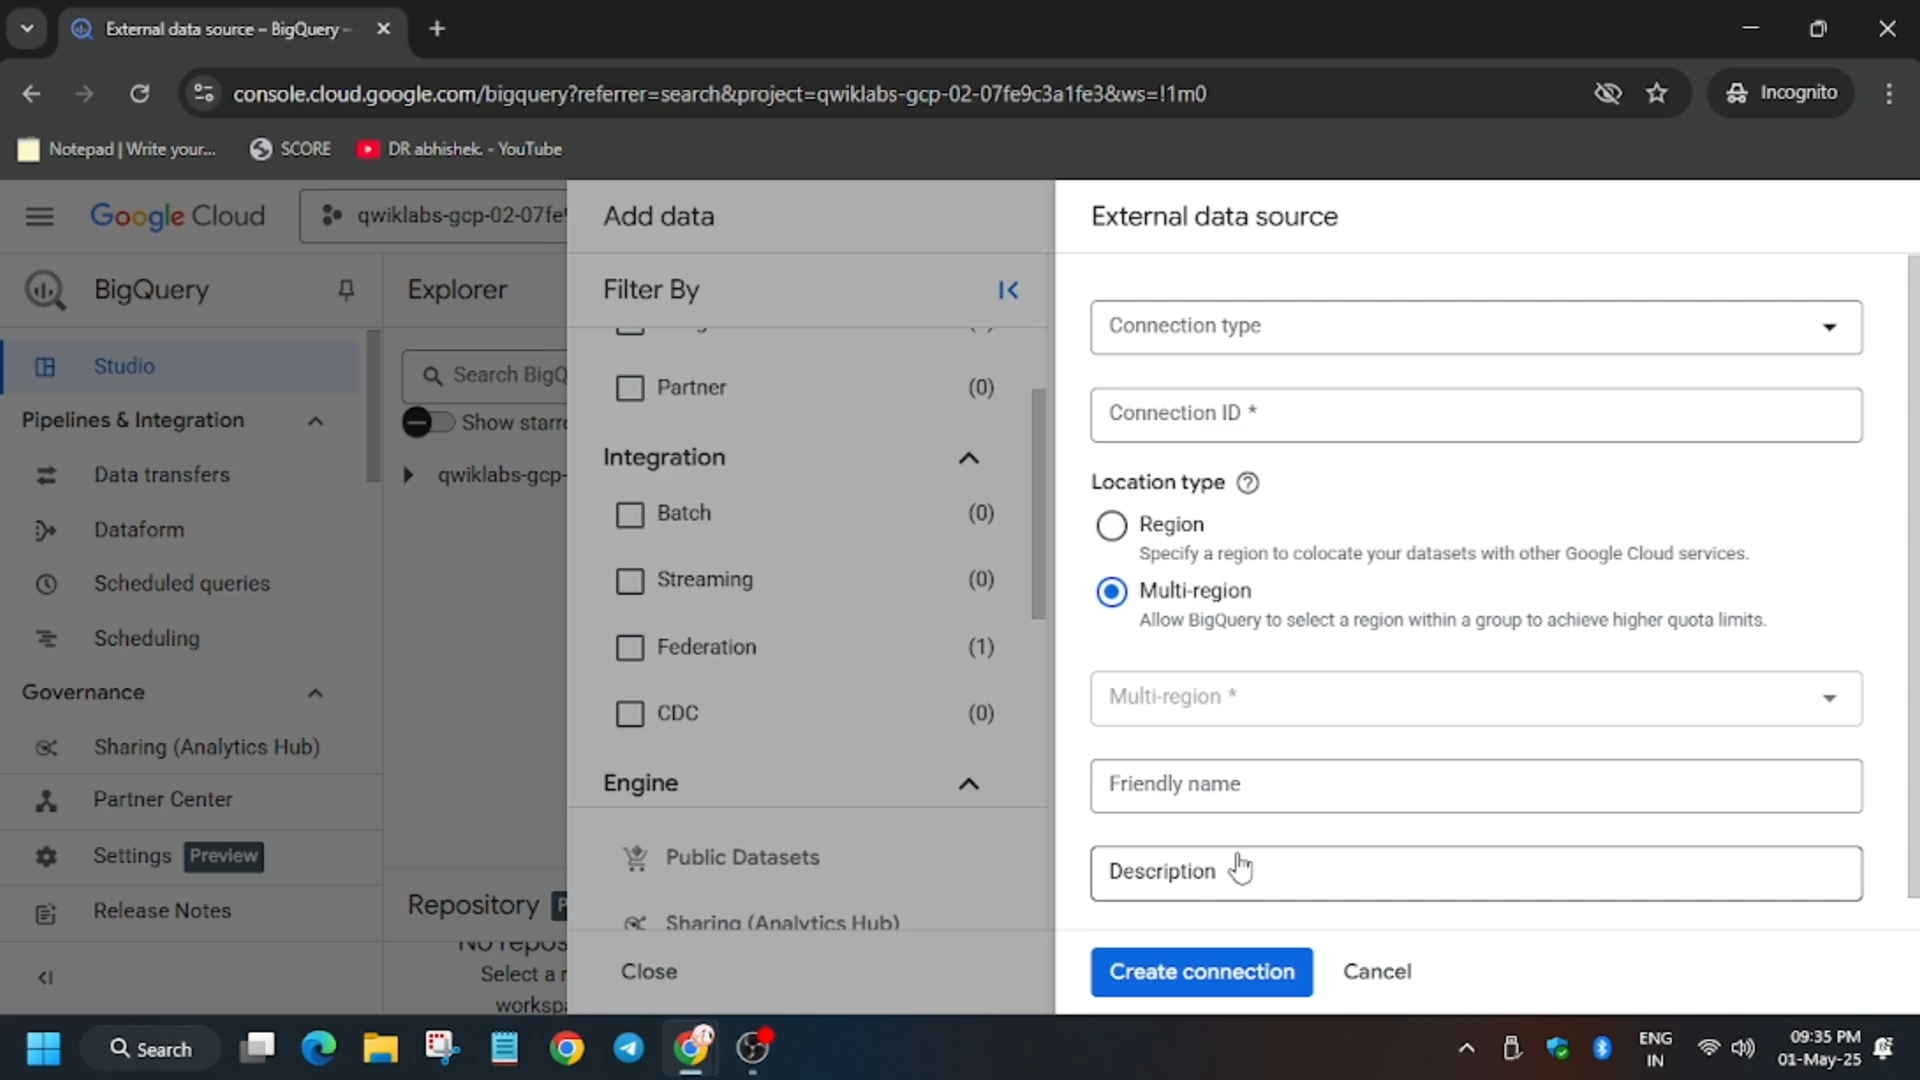 External data source – BigQuery –
console.cloud.google.com/bigquery?referrer=search&project=qwiklabs-gcp-02-07fe9c3a1fe3&ws=!1m0
Incognito
Notepad | Write your...
SCORE
DR abhishek. - YouTube
Google Cloud
qwiklabs-gcp-02-07fe
BigQuery
Studio
Pipelines & Integration
Data transfers
Dataform
Scheduled queries
Scheduling
Governance
Sharing (Analytics Hub)
Partner Center
Settings Preview
Release Notes
Explorer
Search BigQ
Show starr
qwiklabs-gcp-
Repository
No repos
Select a r
worksp
Add data
Filter By
Partner (0)
Integration
Batch (0)
Streaming (0)
Federation (1)
CDC (0)
Engine
Public Datasets
Sharing (Analytics Hub)
Close
External data source
Connection type
Connection ID *
Location type
Region
Specify a region to colocate your datasets with other Google Cloud services.
Multi-region
Allow BigQuery to select a region within a group to achieve higher quota limits.
Multi-region *
Friendly name
Description
Create connection
Cancel
Search
ENG
IN
09:35 PM
01-May-25